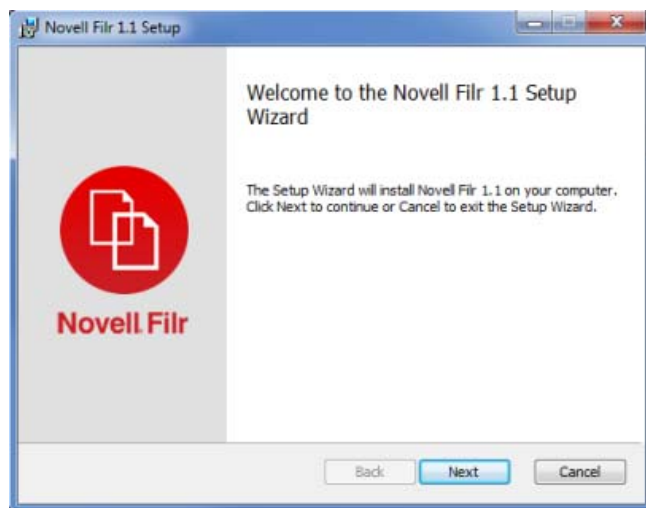 Novell Filr 1.1 Setup
Welcome to the Novell Filr 1.1 Setup
Wizard
The Setup Wizard will install Novell Filr 1.1 on your computer.
Click Next to continue or Cancel to exit the Setup Wizard.
Novell Filr
Back
Next
Cancel